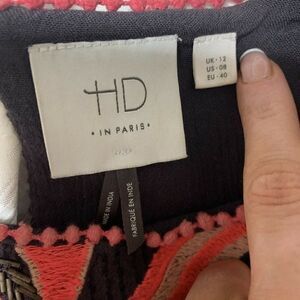 HD
• IN PARIS •
UK - 12
US - 08
EU - 40
MADE IN INDIA
FABRIQUÉ EN INDE